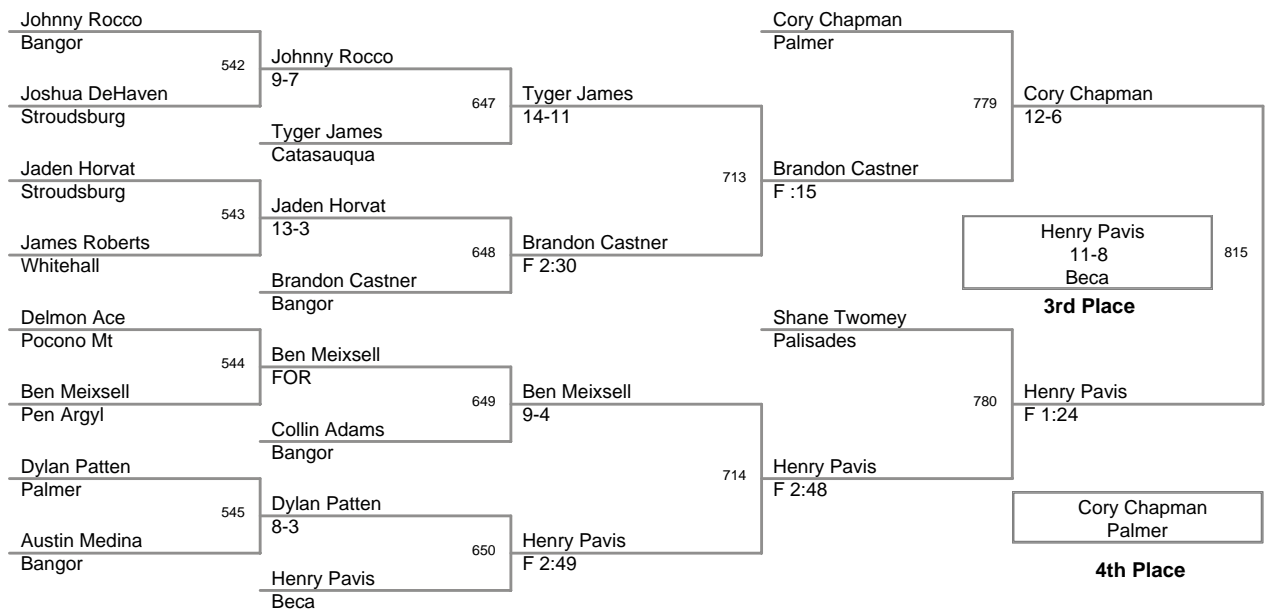 Johnny Rocco
Bangor
542
Joshua DeHaven
Stroudsburg
Jaden Horvat
Stroudsburg
543
James Roberts
Whitehall
Delmon Ace
Pocono Mt
544
Ben Meixsell
Pen Argyl
Dylan Patten
Palmer
545
Austin Medina
Bangor
Johnny Rocco
9-7
647
Tyger James
Catasauqua
Jaden Horvat
13-3
648
Brandon Castner
Bangor
Ben Meixsell
FOR
649
Collin Adams
Bangor
Dylan Patten
8-3
650
Henry Pavis
Beca
Tyger James
14-11
713
Brandon Castner
F 2:30
Ben Meixsell
9-4
714
Henry Pavis
F 2:49
Cory Chapman
Palmer
779
Brandon Castner
F :15
Shane Twomey
Palisades
780
Henry Pavis
F 2:48
Cory Chapman
12-6
815
Henry Pavis
F 1:24
Henry Pavis
11-8
Beca
3rd Place
Cory Chapman
Palmer
4th Place